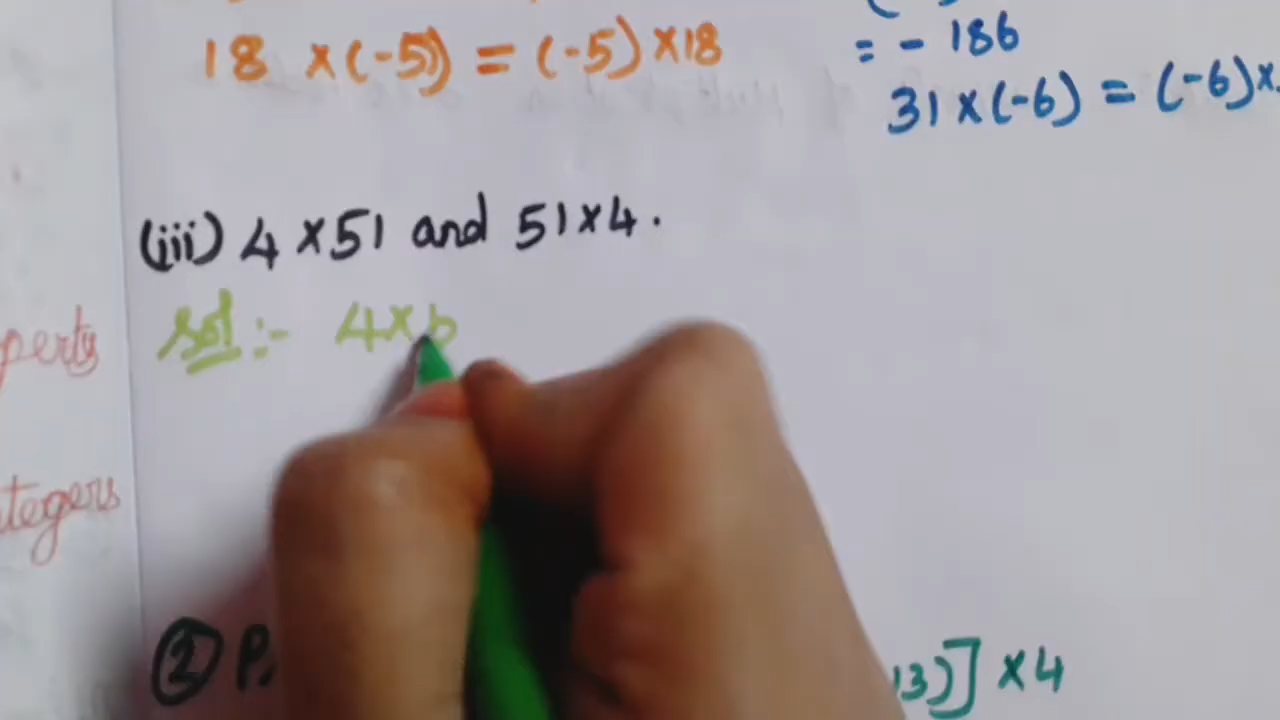 18 × (-5) = (-5) × 18
= - 186
31 × (-6) = (-6) ×
(iii) 4 × 51 and 51 × 4.
Sol :- 4 × 5
perty
tegers
② P
13)] × 4